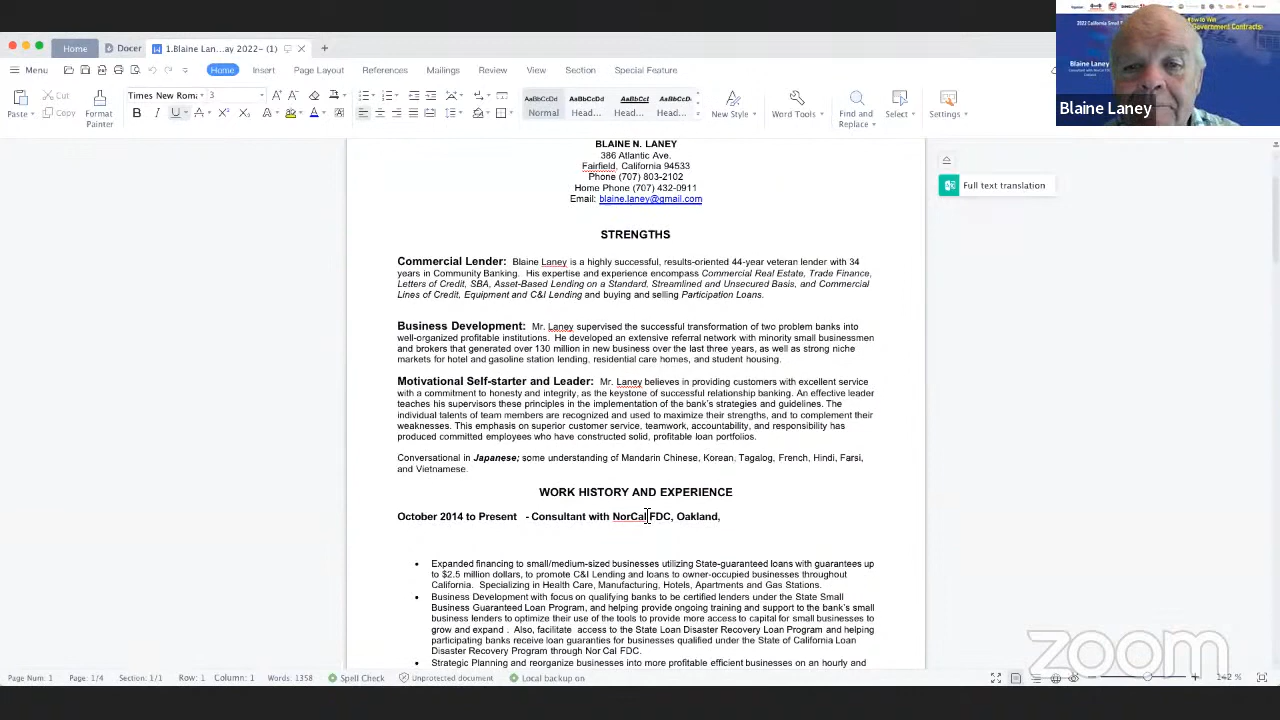 Home
Docer
1.Blaine Lan...ay 2022- (1)
Menu
Home
Insert
Page Layout
References
Mailings
Review
View
Section
Special Feature
Paste
Cut
Copy
Format Painter
Times New Roma
3
AaBbCcDd
Normal
AaBbCcDd
Head...
AaBbCcI
Head...
AaBbCcD
Head...
New Style
Word Tools
Find and Replace
Select
Settings
Government Contracts
Blaine Laney
Blaine Laney
Full text translation
BLAINE N. LANEY
386 Atlantic Ave.
Fairfield, California 94533
Phone (707) 803-2102
Home Phone (707) 432-0911
Email: blaine.laney@gmail.com
STRENGTHS
Commercial Lender: Blaine Laney is a highly successful, results-oriented 44-year veteran lender with 34
years in Community Banking. His expertise and experience encompass Commercial Real Estate, Trade Finance,
Letters of Credit, SBA, Asset-Based Lending on a Standard, Streamlined and Unsecured Basis, and Commercial
Lines of Credit, Equipment and C&I Lending and buying and selling Participation Loans.
Business Development: Mr. Laney supervised the successful transformation of two problem banks into
well-organized profitable institutions. He developed an extensive referral network with minority small businessmen
and brokers that generated over 130 million in new business over the last three years, as well as strong niche
markets for hotel and gasoline station lending, residential care homes, and student housing.
Motivational Self-starter and Leader: Mr. Laney believes in providing customers with excellent service
with a commitment to honesty and integrity, as the keystone of successful relationship banking. An effective leader
teaches his supervisors these principles in the implementation of the bank's strategies and guidelines. The
individual talents of team members are recognized and used to maximize their strengths, and to complement their
weaknesses. This emphasis on superior customer service, teamwork, accountability, and responsibility has
produced committed employees who have constructed solid, profitable loan portfolios.
Conversational in Japanese; some understanding of Mandarin Chinese, Korean, Tagalog, French, Hindi, Farsi,
and Vietnamese.
WORK HISTORY AND EXPERIENCE
October 2014 to Present - Consultant with NorCal FDC, Oakland,
• Expanded financing to small/medium-sized businesses utilizing State-guaranteed loans with guarantees up
to $2.5 million dollars, to promote C&I Lending and loans to owner-occupied businesses throughout
California. Specializing in Health Care, Manufacturing, Hotels, Apartments and Gas Stations.
• Business Development with focus on qualifying banks to be certified lenders under the State Small
Business Guaranteed Loan Program, and helping provide ongoing training and support to the bank's small
business lenders to optimize their use of the tools to provide more access to capital for small businesses to
grow and expand . Also, facilitate access to the State Loan Disaster Recovery Loan Program and helping
participating banks receive loan guaranties for businesses qualified under the State of California Loan
Disaster Recovery Program through Nor Cal FDC.
• Strategic Planning and reorganize businesses into more profitable efficient businesses on an hourly and
zoom
Page Num: 1
Page: 1/4
Section: 1/1
Row: 1
Column: 1
Words: 1358
Spell Check
Unprotected document
Local backup on
142 %